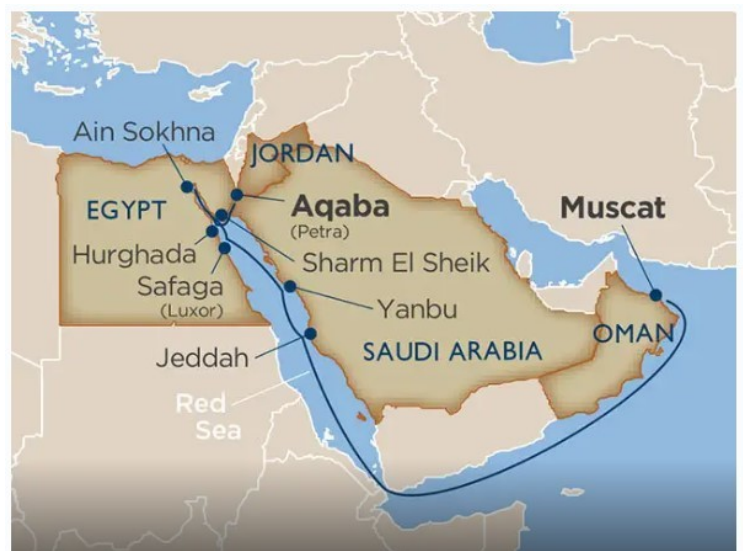 Ain Sokhna
JORDAN
EGYPT
Aqaba
(Petra)
Muscat
Hurghada
Sharm El Sheik
Safaga
(Luxor)
Yanbu
OMAN
Jeddah
SAUDI ARABIA
Red
Sea